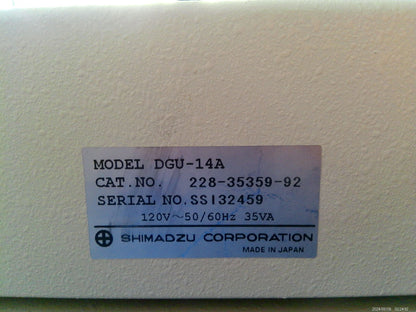 MODEL DGU-14A
CAT.NO. 228-35359-92
SERIAL NO.SSI32459
120V~50/60Hz 35VA
SHIMADZU CORPORATION
MADE IN JAPAN